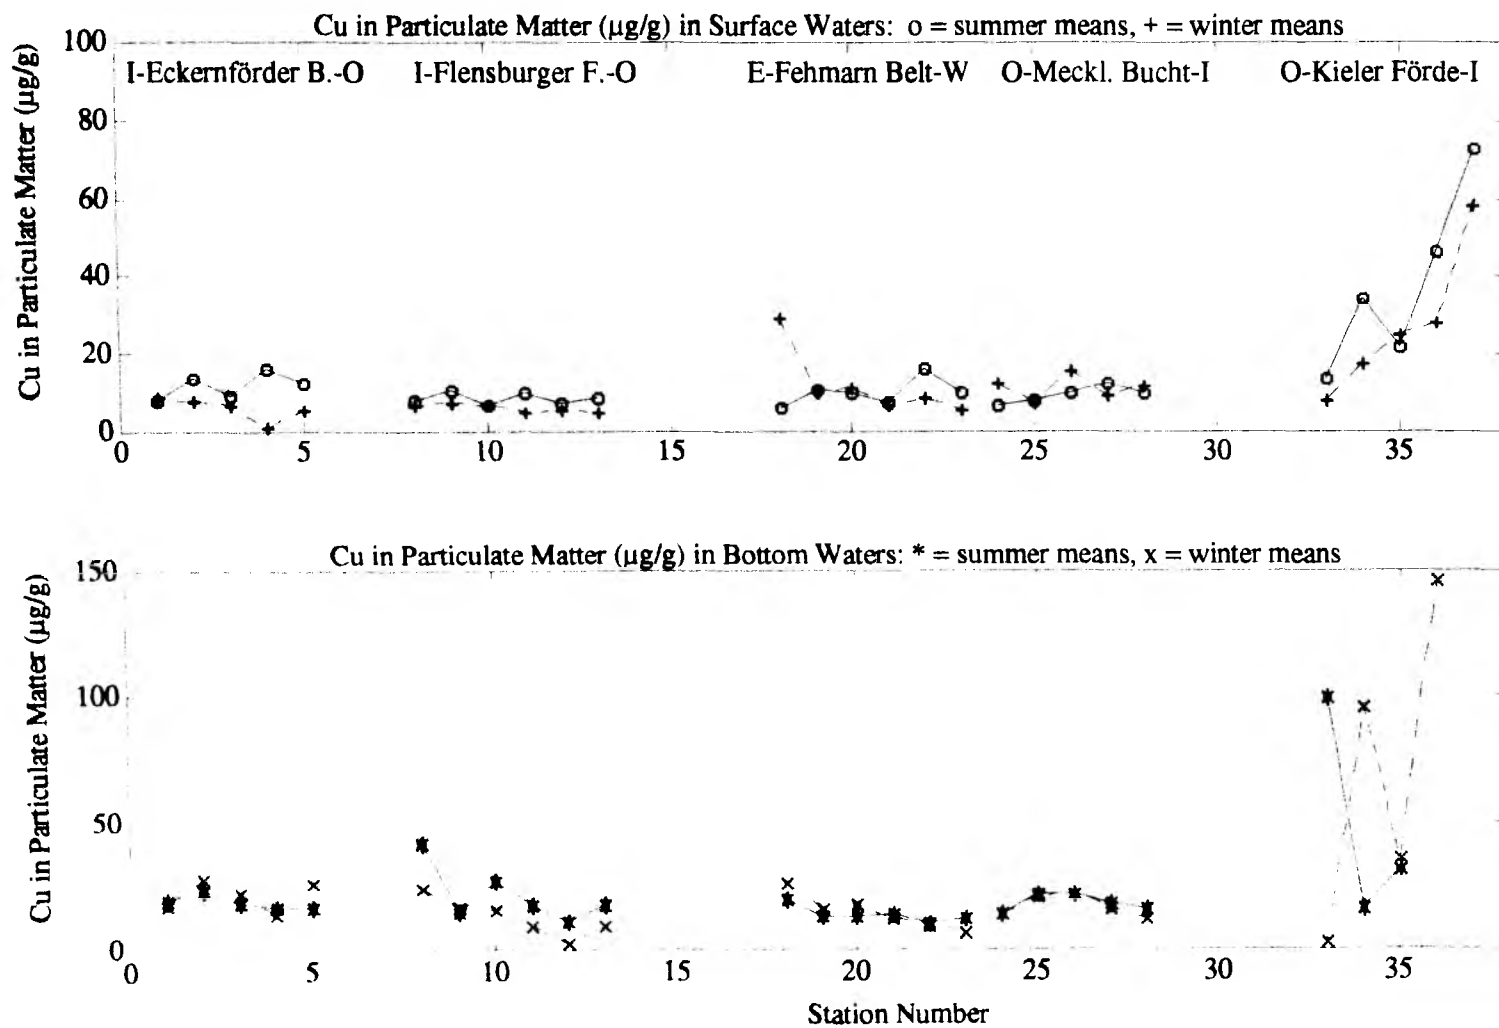 Cu in Particulate Matter (µg/g) in Surface Waters: o = summer means, + = winter means
Cu in Particulate Matter (µg/g)
100
80
60
40
20
0
I-Eckernförder B.-O I-Flensburger F.-O E-Fehmarn Belt-W O-Meckl. Bucht-I O-Kieler Förde-I
0 5 10 15 20 25 30 35
Cu in Particulate Matter (µg/g) in Bottom Waters: * = summer means, x = winter means
Cu in Particulate Matter (µg/g)
150
100
50
0
0 5 10 15 20 25 30 35
Station Number